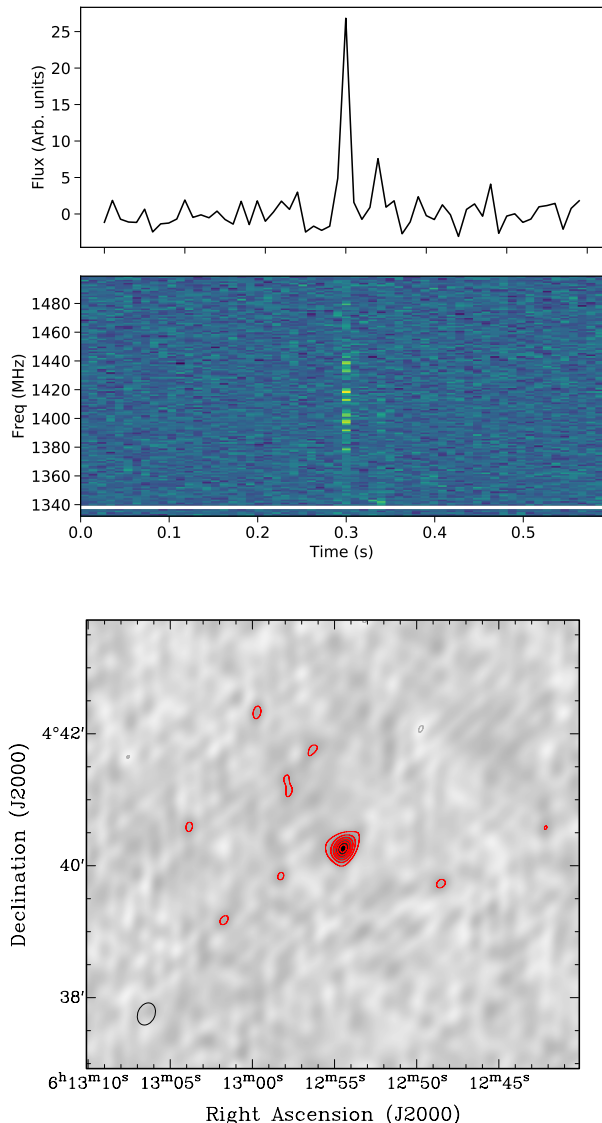 25
20
15
10
5
0
Flux (Arb. units)
1480
1460
1440
1420
1400
1380
1360
1340
Freq (MHz)
0.0 0.1 0.2 0.3 0.4 0.5
Time (s)
4°42′
40′
38′
Declination (J2000)
6ʰ13ᵐ10ˢ 13ᵐ05ˢ 13ᵐ00ˢ 12ᵐ55ˢ 12ᵐ50ˢ 12ᵐ45ˢ
Right Ascension (J2000)